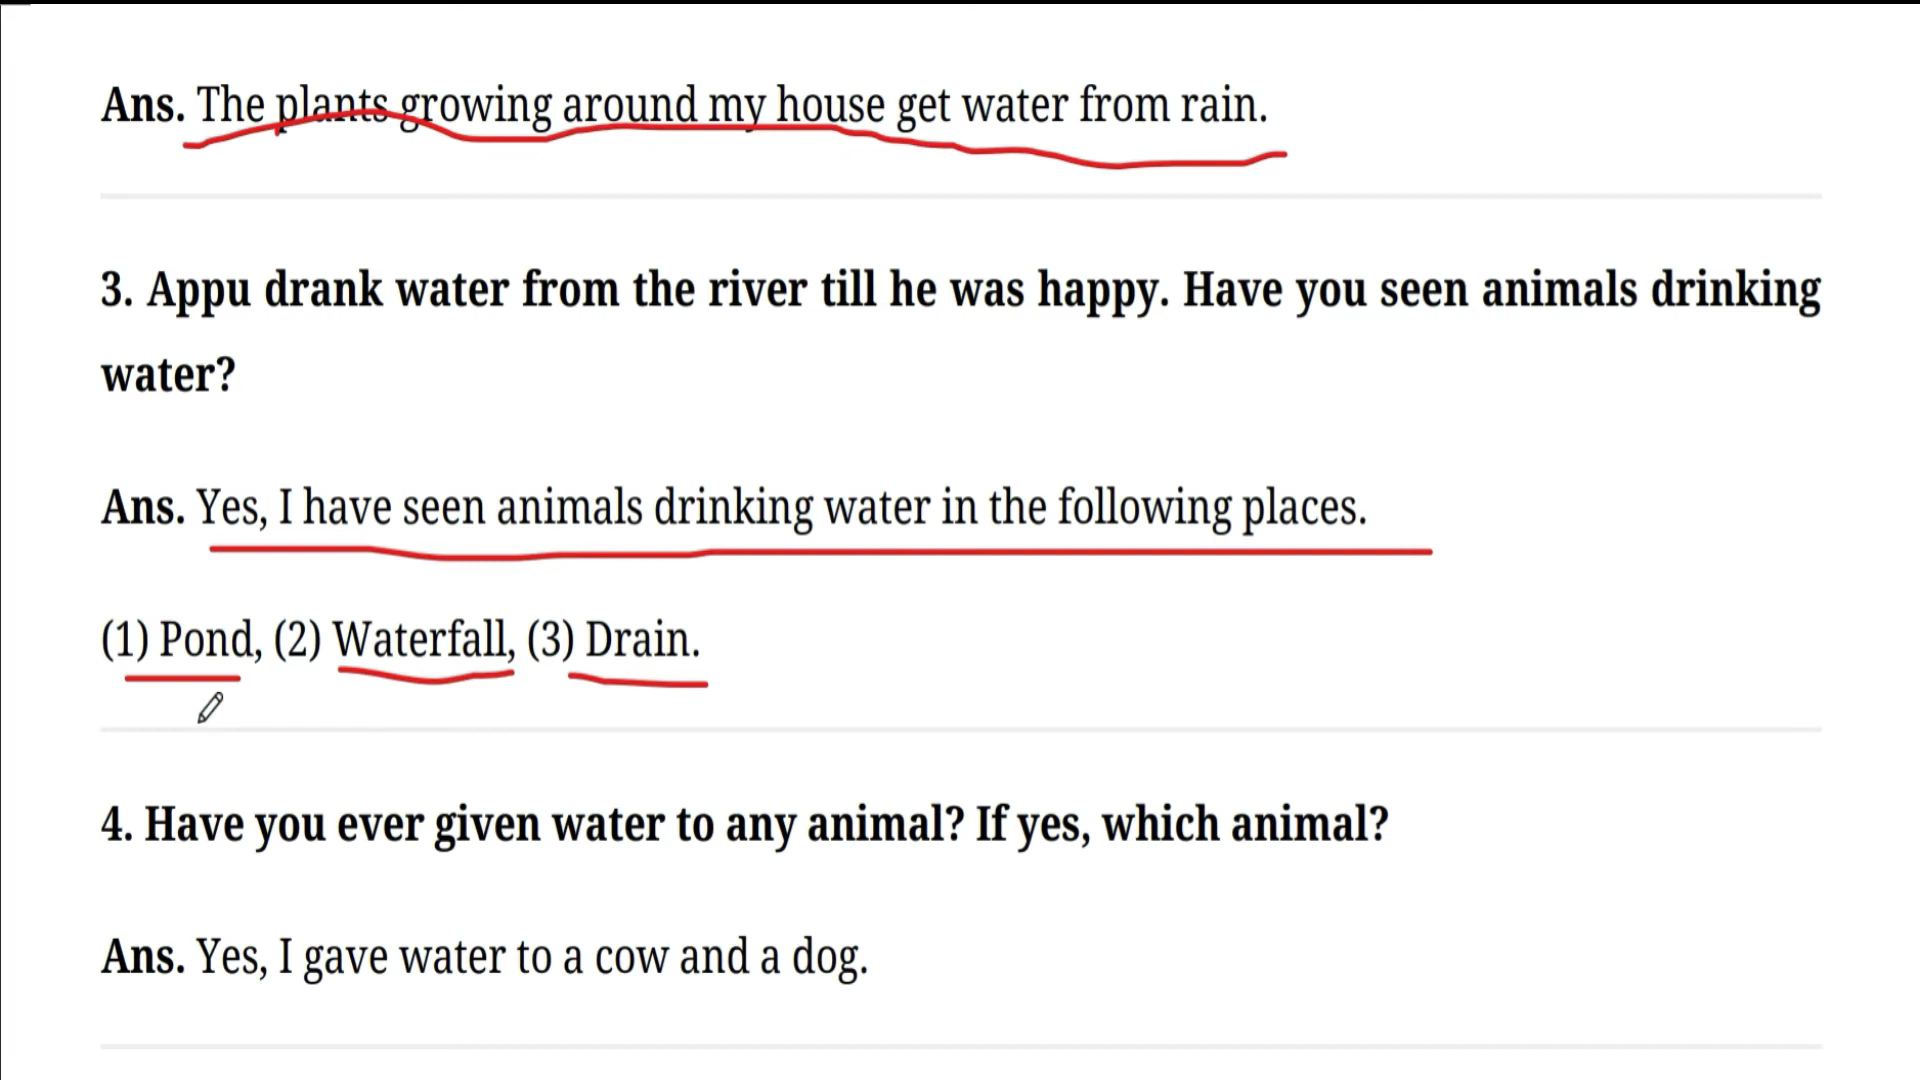 Ans. The plants growing around my house get water from rain.
3. Appu drank water from the river till he was happy. Have you seen animals drinking
water?
Ans. Yes, I have seen animals drinking water in the following places.
(1) Pond, (2) Waterfall, (3) Drain.
4. Have you ever given water to any animal? If yes, which animal?
Ans. Yes, I gave water to a cow and a dog.